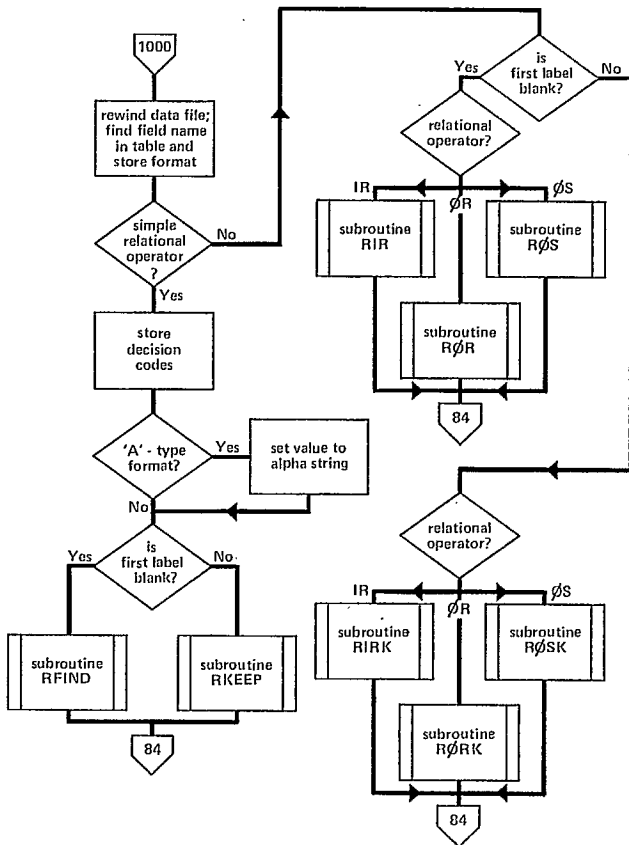 1000
rewind data file;
find field name
in table and
store format
simple
relational
operator
?
No
Yes
store
decision
codes
'A' - type
format?
Yes
set value to
alpha string
No
is
first label
blank?
Yes
No
subroutine
RFIND
subroutine
RKEEP
84
is
first label
blank?
Yes
No
relational
operator?
IR
ØR
ØS
subroutine
RIR
subroutine
RØS
subroutine
RØR
84
relational
operator?
IR
ØR
ØS
subroutine
RIRK
subroutine
RØSK
subroutine
RØRK
84